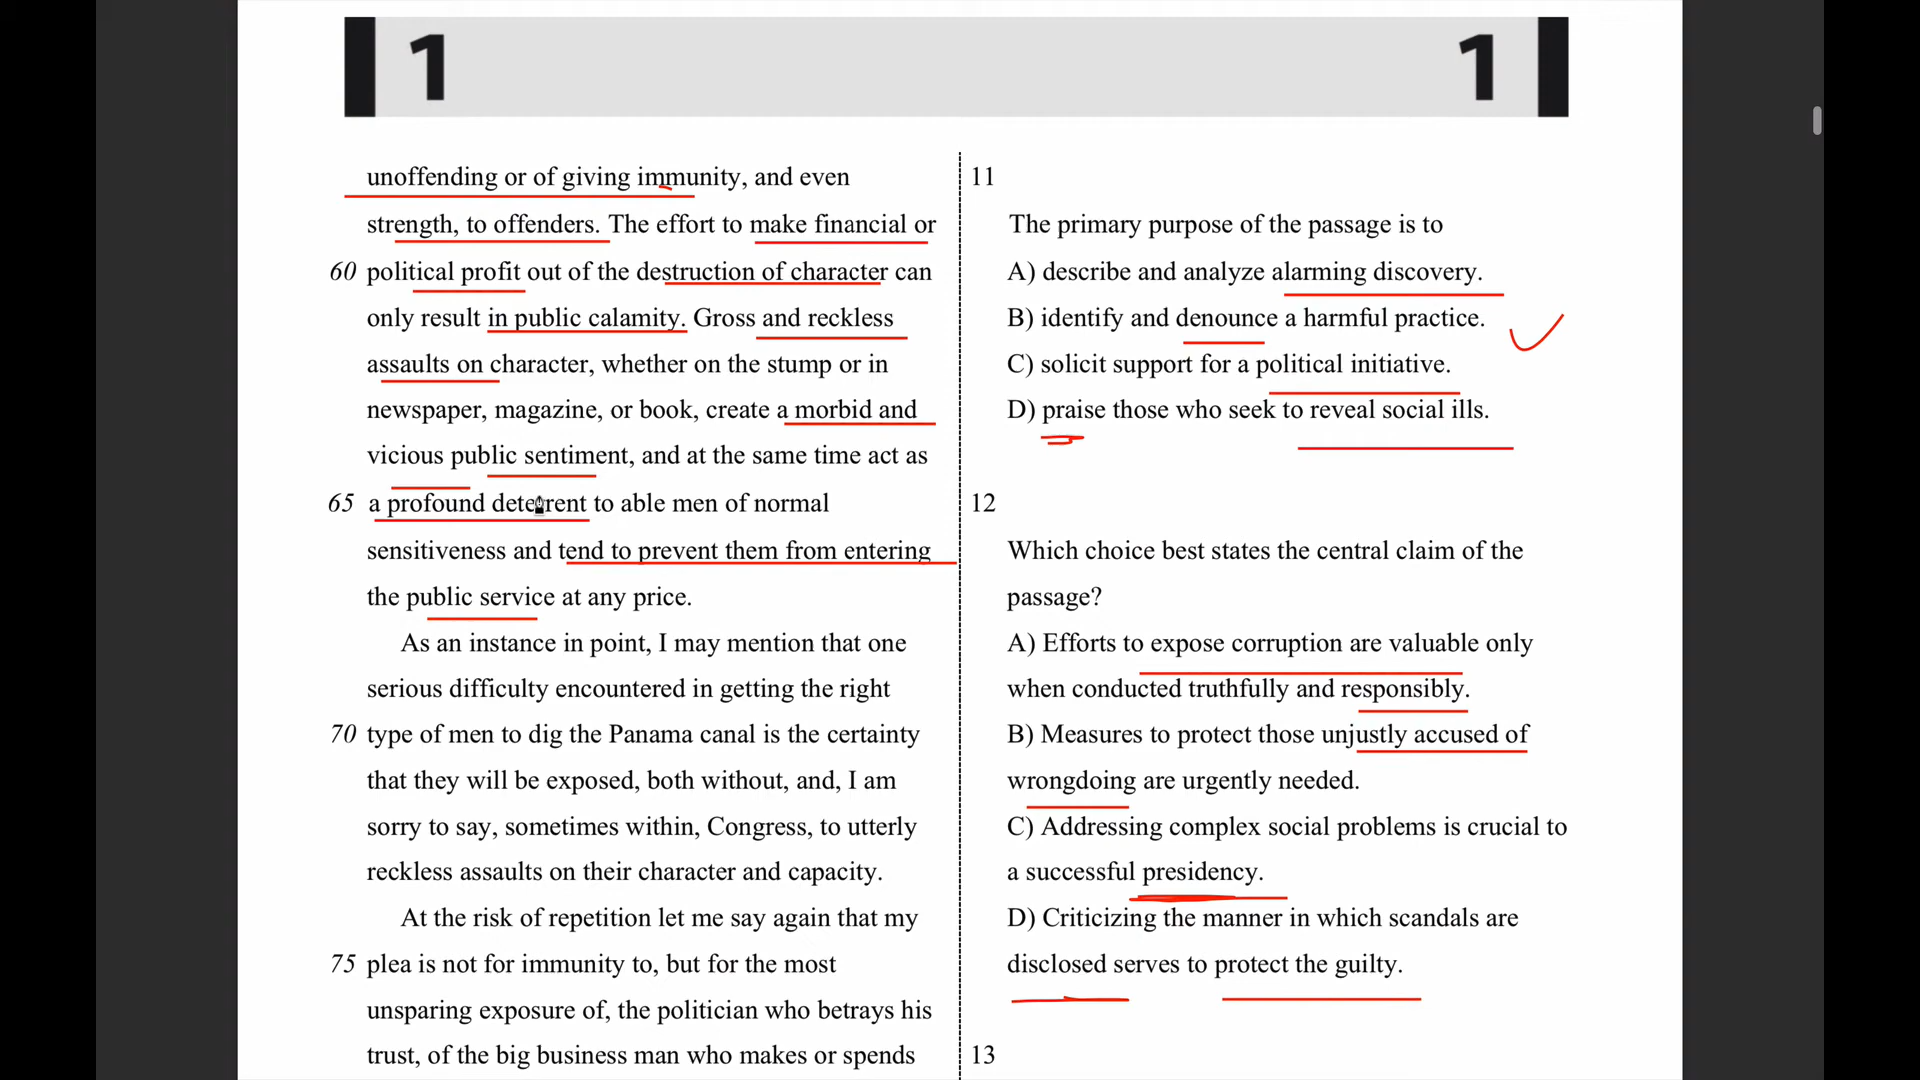 1 1
unoffending or of giving immunity, and even
strength, to offenders. The effort to make financial or
60 political profit out of the destruction of character can
only result in public calamity. Gross and reckless
assaults on character, whether on the stump or in
newspaper, magazine, or book, create a morbid and
vicious public sentiment, and at the same time act as
65 a profound deterrent to able men of normal
sensitiveness and tend to prevent them from entering
the public service at any price.
As an instance in point, I may mention that one
serious difficulty encountered in getting the right
70 type of men to dig the Panama canal is the certainty
that they will be exposed, both without, and, I am
sorry to say, sometimes within, Congress, to utterly
reckless assaults on their character and capacity.
At the risk of repetition let me say again that my
75 plea is not for immunity to, but for the most
unsparing exposure of, the politician who betrays his
trust, of the big business man who makes or spends
11
The primary purpose of the passage is to
A) describe and analyze alarming discovery.
B) identify and denounce a harmful practice.
C) solicit support for a political initiative.
D) praise those who seek to reveal social ills.
12
Which choice best states the central claim of the
passage?
A) Efforts to expose corruption are valuable only
when conducted truthfully and responsibly.
B) Measures to protect those unjustly accused of
wrongdoing are urgently needed.
C) Addressing complex social problems is crucial to
a successful presidency.
D) Criticizing the manner in which scandals are
disclosed serves to protect the guilty.
13